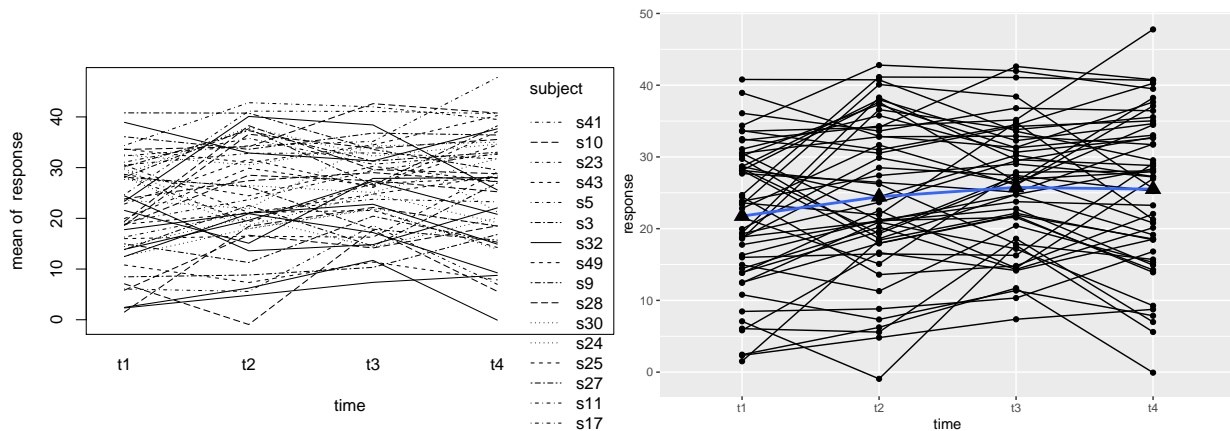 mean of response
40
30
20
10
0
t1 t2 t3 t4
time
subject
s41
s10
s23
s43
s5
s3
s32
s49
s9
s28
s30
s24
s25
s27
s11
s17
response
50
40
30
20
10
0
t1 t2 t3 t4
time